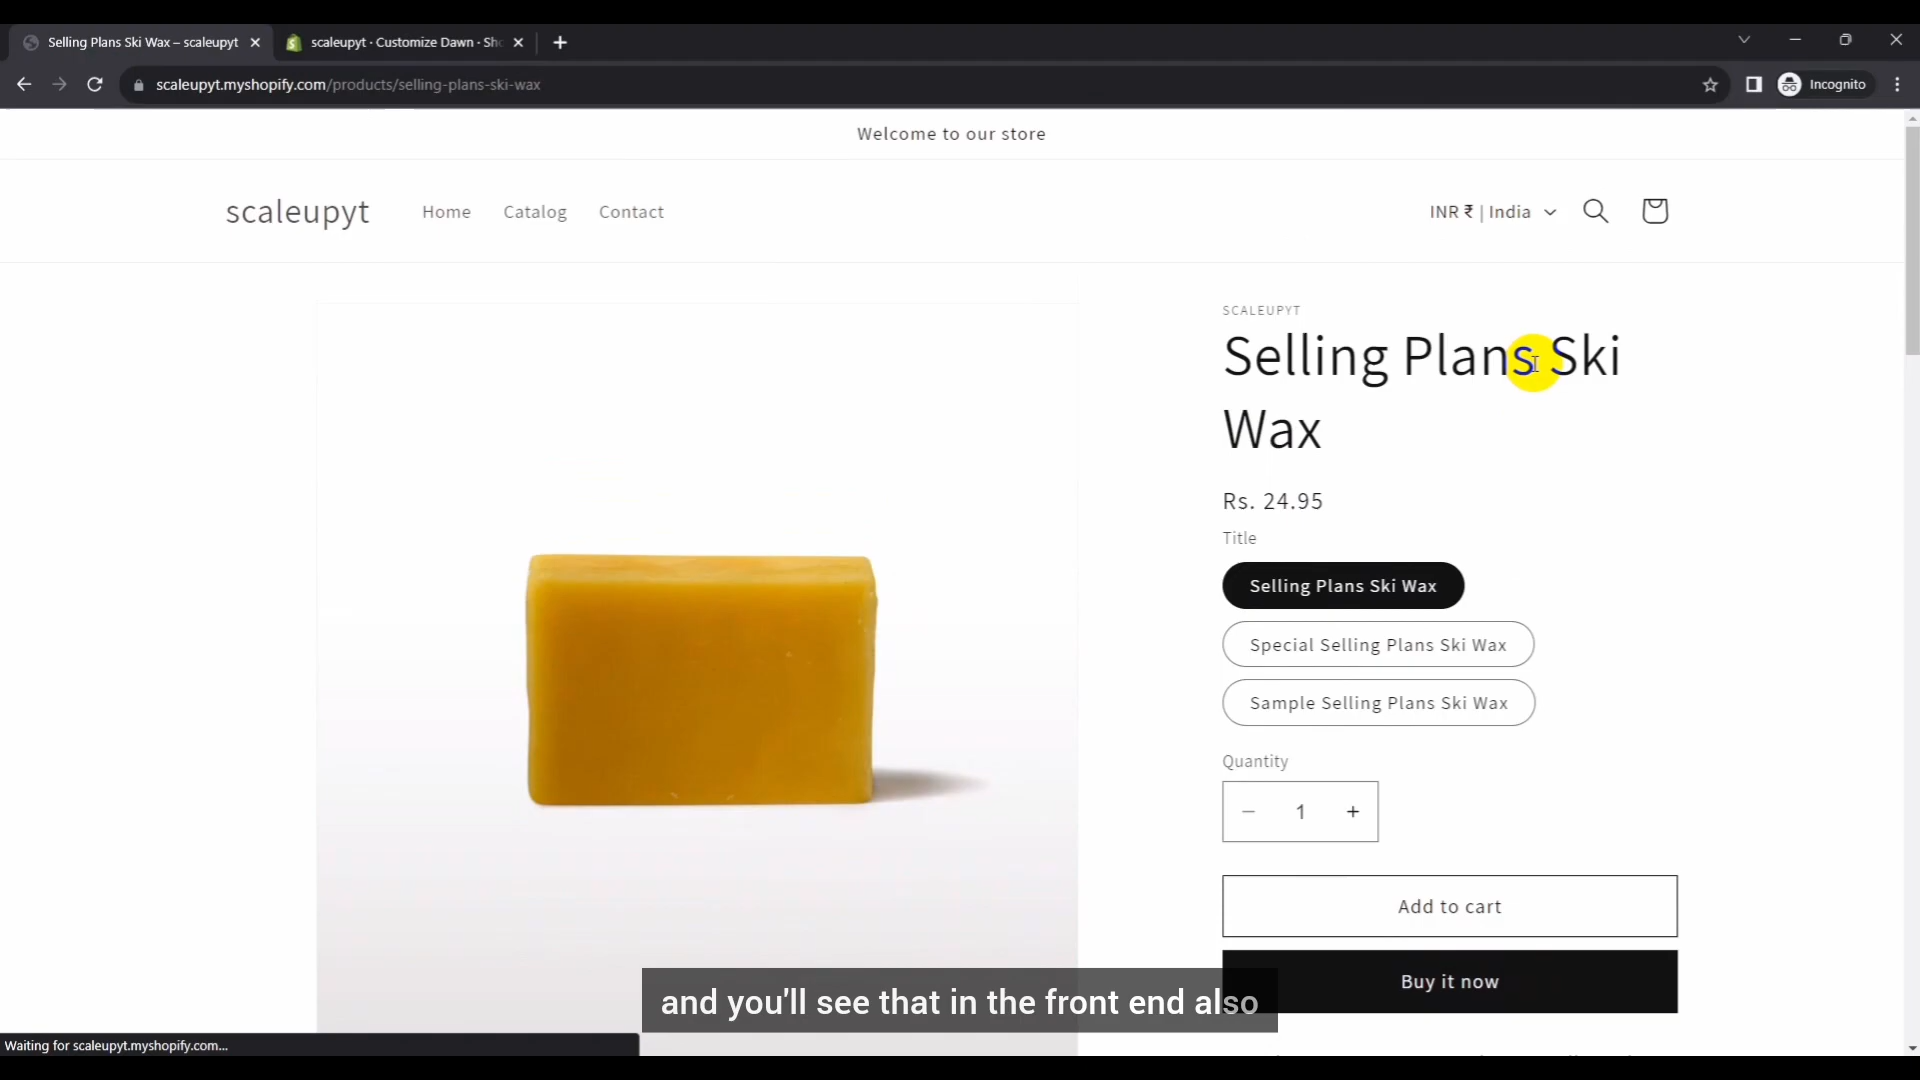 Selling Plans Ski Wax – scaleupyt
scaleupyt · Customize Dawn · Sh
scaleupyt.myshopify.com/products/selling-plans-ski-wax
Incognito
Welcome to our store
scaleupyt
Home
Catalog
Contact
INR ₹ | India
SCALEUPYT
Selling Plans Ski
Wax
Rs. 24.95
Title
Selling Plans Ski Wax
Special Selling Plans Ski Wax
Sample Selling Plans Ski Wax
Quantity
1
Add to cart
Buy it now
and you'll see that in the front end also
Waiting for scaleupyt.myshopify.com...